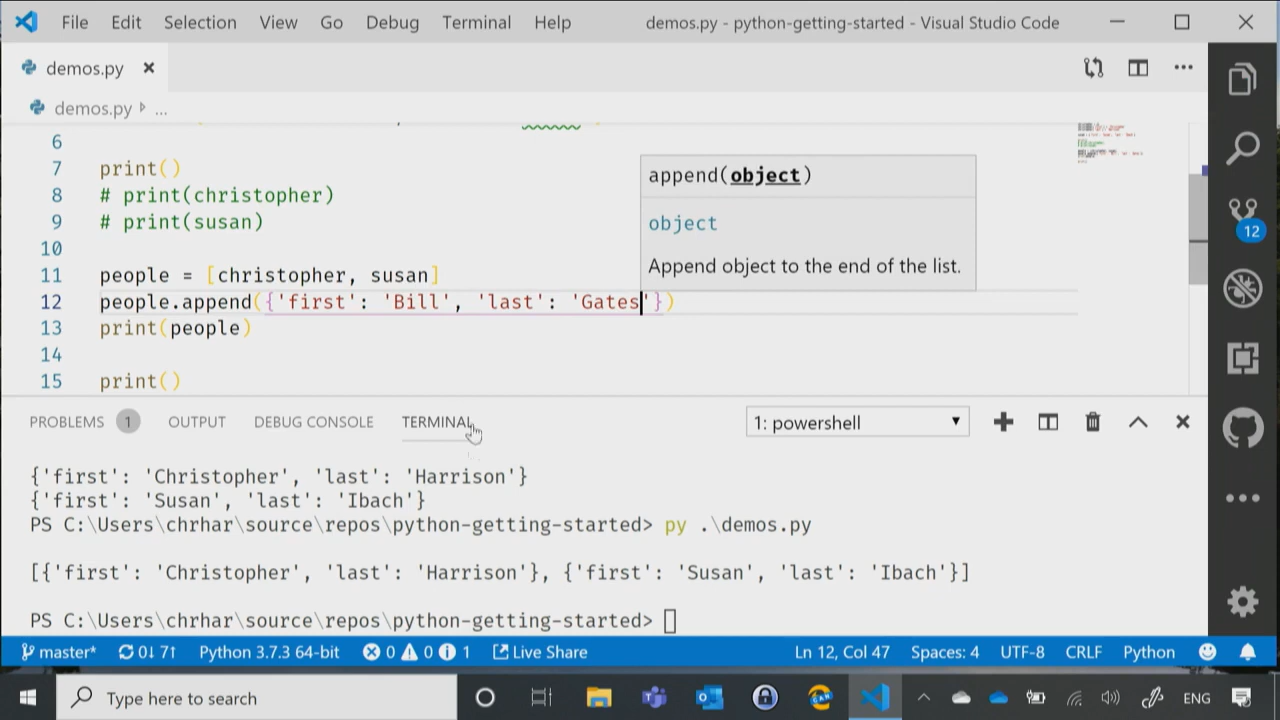 File Edit Selection View Go Debug Terminal Help demos.py - python-getting-started - Visual Studio Code
demos.py
demos.py ...
6
7 print()
8 # print(christopher)
9 # print(susan)
10
11 people = [christopher, susan]
12 people.append({'first': 'Bill', 'last': 'Gates'})
13 print(people)
14
15 print()
append(object)
object
Append object to the end of the list.
12
PROBLEMS 1 OUTPUT DEBUG CONSOLE TERMINAL 1: powershell
{'first': 'Christopher', 'last': 'Harrison'}
{'first': 'Susan', 'last': 'Ibach'}
PS C:\Users\chrhar\source\repos\python-getting-started> py .\demos.py
[{'first': 'Christopher', 'last': 'Harrison'}, {'first': 'Susan', 'last': 'Ibach'}]
PS C:\Users\chrhar\source\repos\python-getting-started>
master* 0↓ 7↑ Python 3.7.3 64-bit 0 0 1 Live Share Ln 12, Col 47 Spaces: 4 UTF-8 CRLF Python
Type here to search ENG